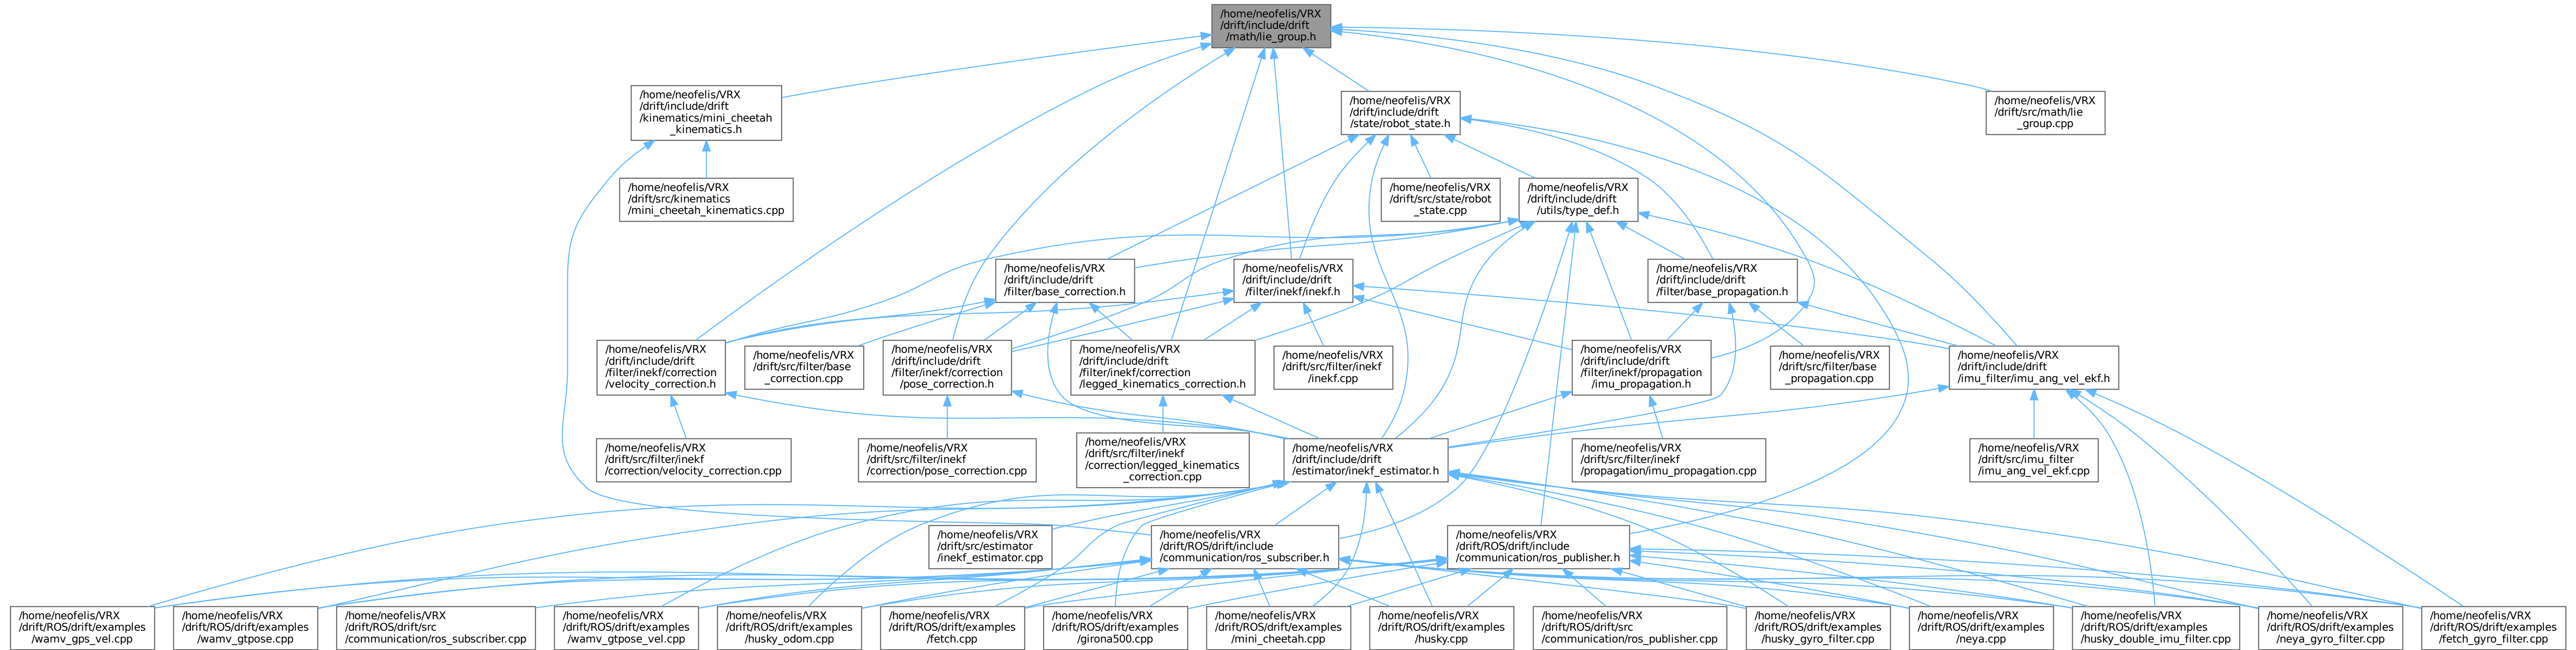 /home/neofelis/VRX
/drift/include/drift
/math/lie_group.h
/home/neofelis/VRX
/drift/include/drift
/kinematics/mini_cheetah
_kinematics.h
/home/neofelis/VRX
/drift/include/drift
/state/robot_state.h
/home/neofelis/VRX
/drift/src/math/lie
_group.cpp
/home/neofelis/VRX
/drift/src/kinematics
/mini_cheetah_kinematics.cpp
/home/neofelis/VRX
/drift/src/state/robot
_state.cpp
/home/neofelis/VRX
/drift/include/drift
/utils/type_def.h
/home/neofelis/VRX
/drift/include/drift
/filter/base_correction.h
/home/neofelis/VRX
/drift/include/drift
/filter/inekf/inekf.h
/home/neofelis/VRX
/drift/include/drift
/filter/base_propagation.h
/home/neofelis/VRX
/drift/include/drift
/filter/inekf/correction
/velocity_correction.h
/home/neofelis/VRX
/drift/src/filter/base
_correction.cpp
/home/neofelis/VRX
/drift/include/drift
/filter/inekf/correction
/pose_correction.h
/home/neofelis/VRX
/drift/include/drift
/filter/inekf/correction
/legged_kinematics_correction.h
/home/neofelis/VRX
/drift/src/filter/inekf
/inekf.cpp
/home/neofelis/VRX
/drift/include/drift
/filter/inekf/propagation
/imu_propagation.h
/home/neofelis/VRX
/drift/src/filter/base
_propagation.cpp
/home/neofelis/VRX
/drift/include/drift
/imu_filter/imu_ang_vel_ekf.h
/home/neofelis/VRX
/drift/src/filter/inekf
/correction/velocity_correction.cpp
/home/neofelis/VRX
/drift/src/filter/inekf
/correction/pose_correction.cpp
/home/neofelis/VRX
/drift/src/filter/inekf
/correction/legged_kinematics
_correction.cpp
/home/neofelis/VRX
/drift/include/drift
/estimator/inekf_estimator.h
/home/neofelis/VRX
/drift/src/filter/inekf
/propagation/imu_propagation.cpp
/home/neofelis/VRX
/drift/src/imu_filter
/imu_ang_vel_ekf.cpp
/home/neofelis/VRX
/drift/src/estimator
/inekf_estimator.cpp
/home/neofelis/VRX
/drift/ROS/drift/include
/communication/ros_subscriber.h
/home/neofelis/VRX
/drift/ROS/drift/include
/communication/ros_publisher.h
/home/neofelis/VRX
/drift/ROS/drift/examples
/wamv_gps_vel.cpp
/home/neofelis/VRX
/drift/ROS/drift/examples
/wamv_gtpose.cpp
/home/neofelis/VRX
/drift/ROS/drift/src
/communication/ros_subscriber.cpp
/home/neofelis/VRX
/drift/ROS/drift/examples
/wamv_gtpose_vel.cpp
/home/neofelis/VRX
/drift/ROS/drift/examples
/husky_odom.cpp
/home/neofelis/VRX
/drift/ROS/drift/examples
/fetch.cpp
/home/neofelis/VRX
/drift/ROS/drift/examples
/girona500.cpp
/home/neofelis/VRX
/drift/ROS/drift/examples
/mini_cheetah.cpp
/home/neofelis/VRX
/drift/ROS/drift/examples
/husky.cpp
/home/neofelis/VRX
/drift/ROS/drift/src
/communication/ros_publisher.cpp
/home/neofelis/VRX
/drift/ROS/drift/examples
/husky_gyro_filter.cpp
/home/neofelis/VRX
/drift/ROS/drift/examples
/neya.cpp
/home/neofelis/VRX
/drift/ROS/drift/examples
/husky_double_imu_filter.cpp
/home/neofelis/VRX
/drift/ROS/drift/examples
/neya_gyro_filter.cpp
/home/neofelis/VRX
/drift/ROS/drift/examples
/fetch_gyro_filter.cpp